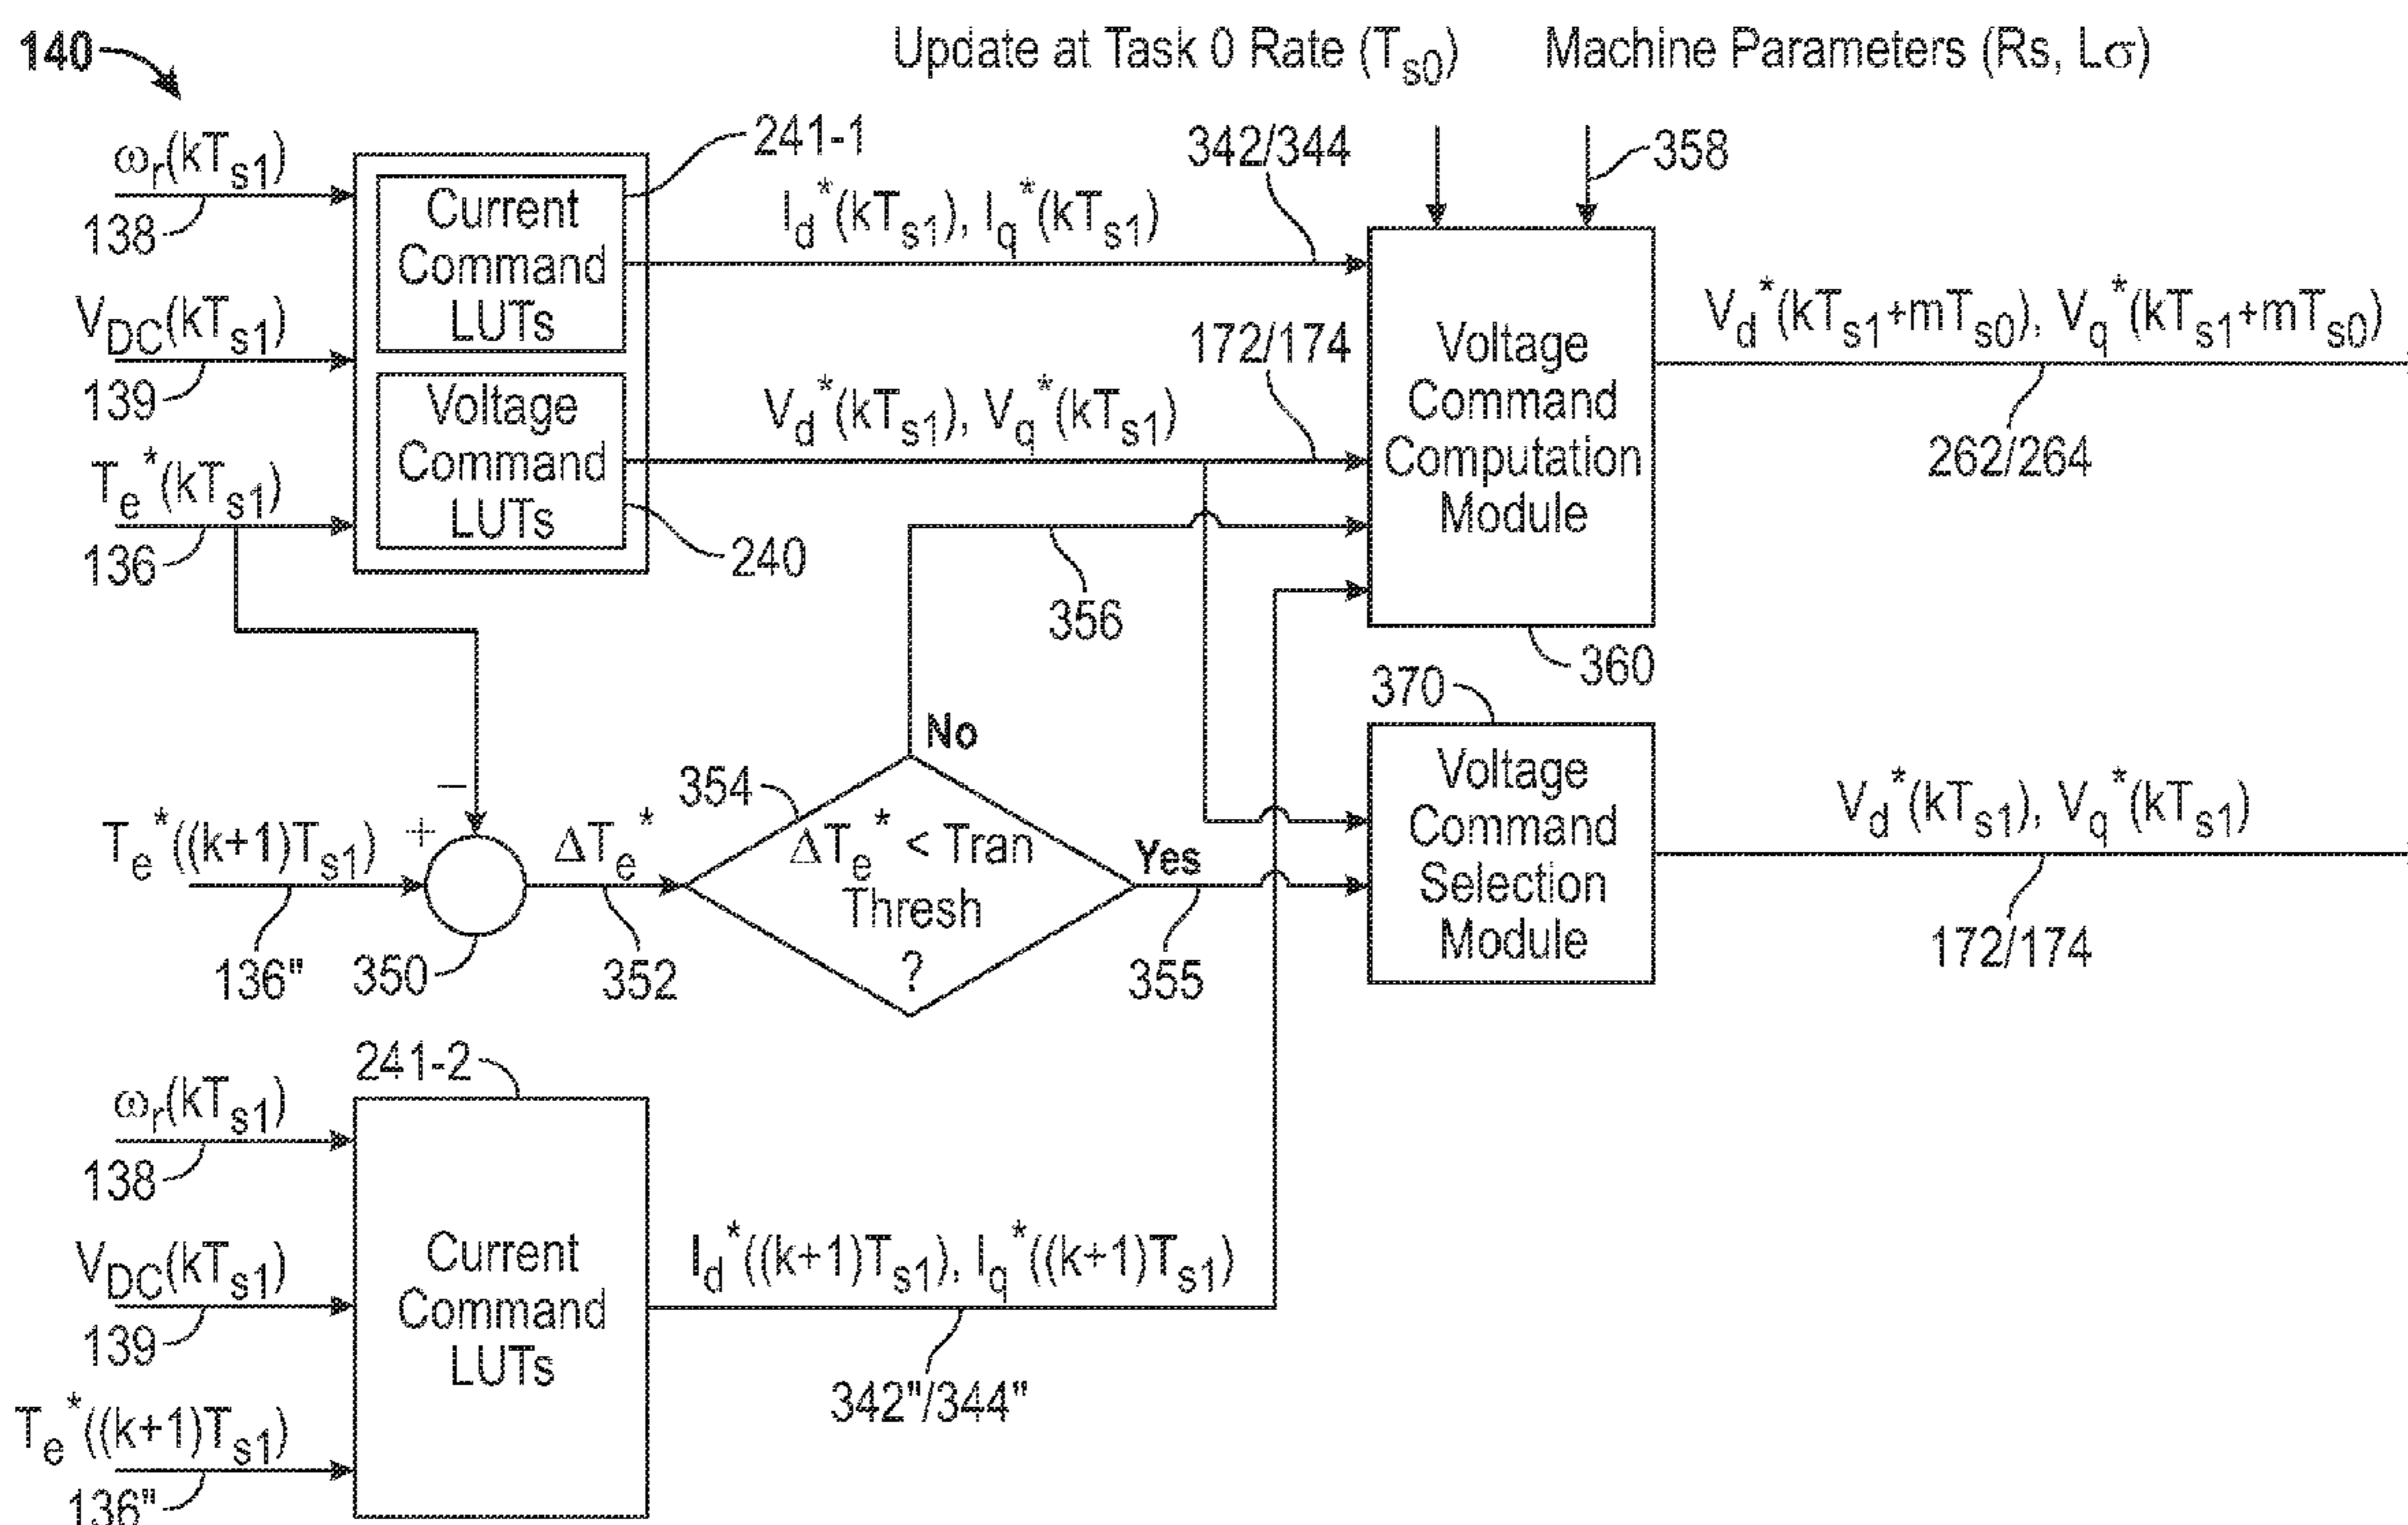 140
Update at Task 0 Rate (Ts0)
Machine Parameters (Rs, Lσ)
ωr(kTs1)
138
VDC(kTs1)
139
Te*(kTs1)
136
Current
Command
LUTs
241-1
Voltage
Command
LUTs
240
Id*(kTs1), Iq*(kTs1)
342/344
Vd*(kTs1), Vq*(kTs1)
172/174
356
358
Voltage
Command
Computation
Module
360
Vd*(kTs1+mTs0), Vq*(kTs1+mTs0)
262/264
Te*((k+1)Ts1)
136"
+
−
350
ΔTe*
352
354
ΔTe* < Tran
Thresh
?
No
Yes
355
370
Voltage
Command
Selection
Module
Vd*(kTs1), Vq*(kTs1)
172/174
241-2
ωr(kTs1)
138
VDC(kTs1)
139
Te*((k+1)Ts1)
136"
Current
Command
LUTs
Id*((k+1)Ts1), Iq*((k+1)Ts1)
342"/344"